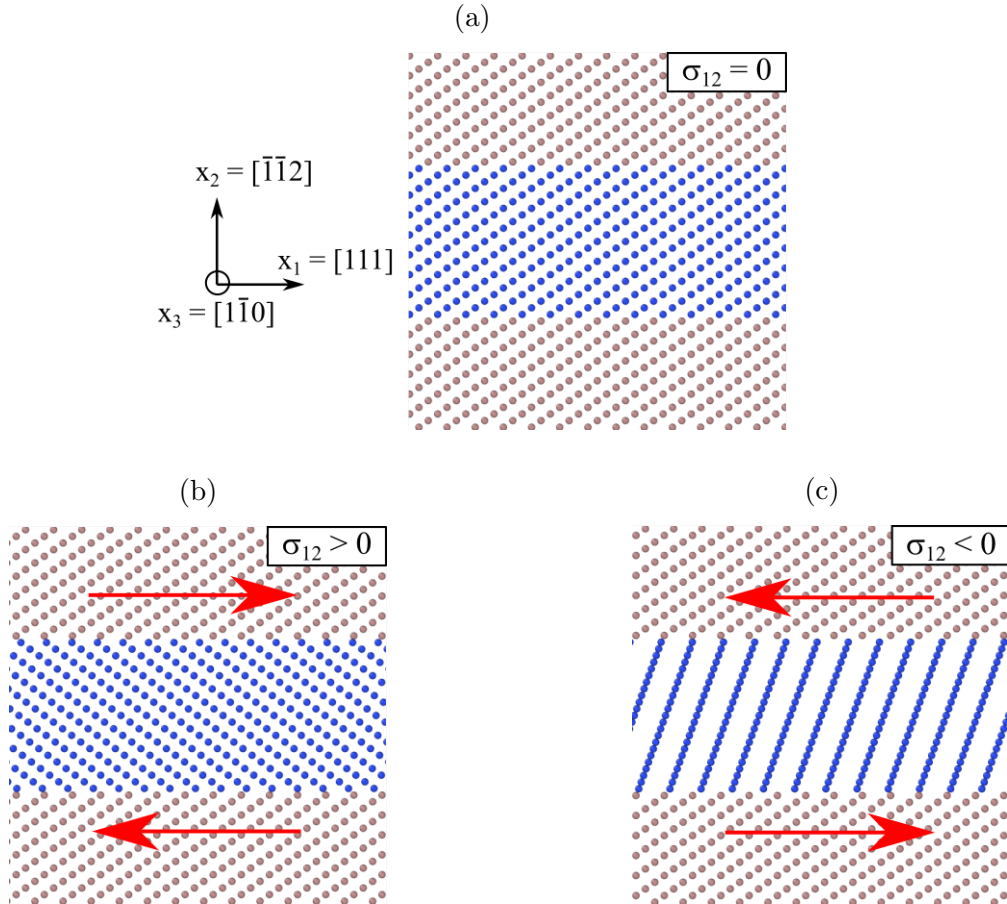 (a)
σ₁₂ = 0
x₂ = [1̄1̄2]
x₁ = [111]
x₃ = [11̄0]
(b)
(c)
σ₁₂ > 0
σ₁₂ < 0